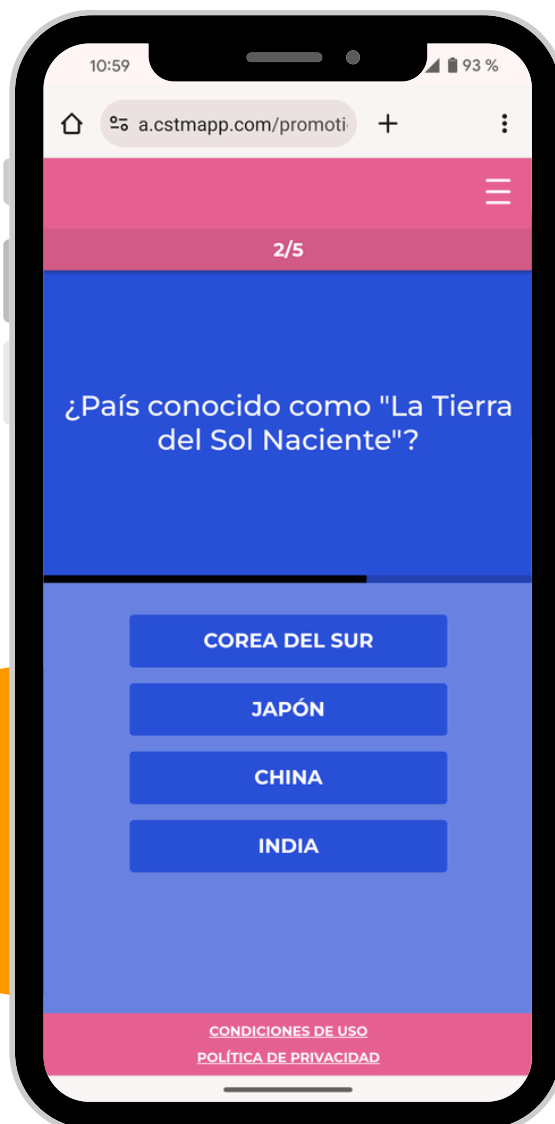 10:59
93 %
a.cstmapp.com/promoti
2/5
¿País conocido como "La Tierra
del Sol Naciente"?
COREA DEL SUR
JAPÓN
CHINA
INDIA
CONDICIONES DE USO
POLÍTICA DE PRIVACIDAD